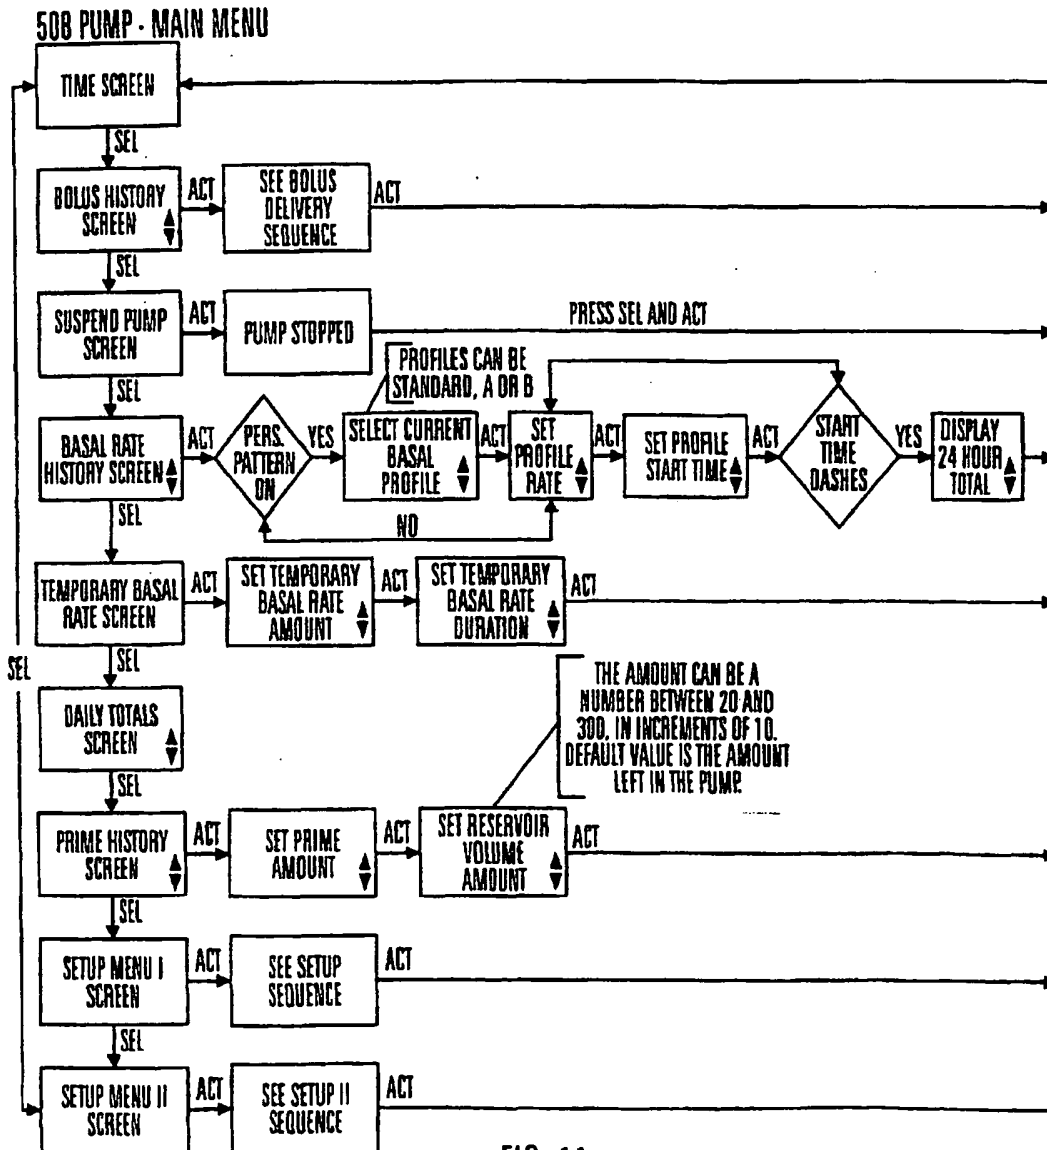 508 PUMP - MAIN MENU
TIME SCREEN
SEL
BOLUS HISTORY
SCREEN
ACT
SEE BOLUS
DELIVERY
SEQUENCE
ACT
SEL
SUSPEND PUMP
SCREEN
ACT
PUMP STOPPED
PRESS SEL AND ACT
SEL
PROFILES CAN BE
STANDARD, A OR B
BASAL RATE
HISTORY SCREEN
ACT
PERS.
PATTERN
ON
YES
SELECT CURRENT
BASAL
PROFILE
ACT
SET
PROFILE
RATE
ACT
SET PROFILE
START TIME
ACT
START
TIME
DASHES
YES
DISPLAY
24 HOUR
TOTAL
NO
SEL
TEMPORARY BASAL
RATE SCREEN
ACT
SET TEMPORARY
BASAL RATE
AMOUNT
ACT
SET TEMPORARY
BASAL RATE
DURATION
ACT
SEL
SEL
DAILY TOTALS
SCREEN
THE AMOUNT CAN BE A
NUMBER BETWEEN 20 AND
300, IN INCREMENTS OF 10.
DEFAULT VALUE IS THE AMOUNT
LEFT IN THE PUMP.
SEL
PRIME HISTORY
SCREEN
ACT
SET PRIME
AMOUNT
ACT
SET RESERVOIR
VOLUME
AMOUNT
ACT
SEL
SETUP MENU I
SCREEN
ACT
SEE SETUP
SEQUENCE
ACT
SEL
SETUP MENU II
SCREEN
ACT
SEE SETUP II
SEQUENCE
ACT